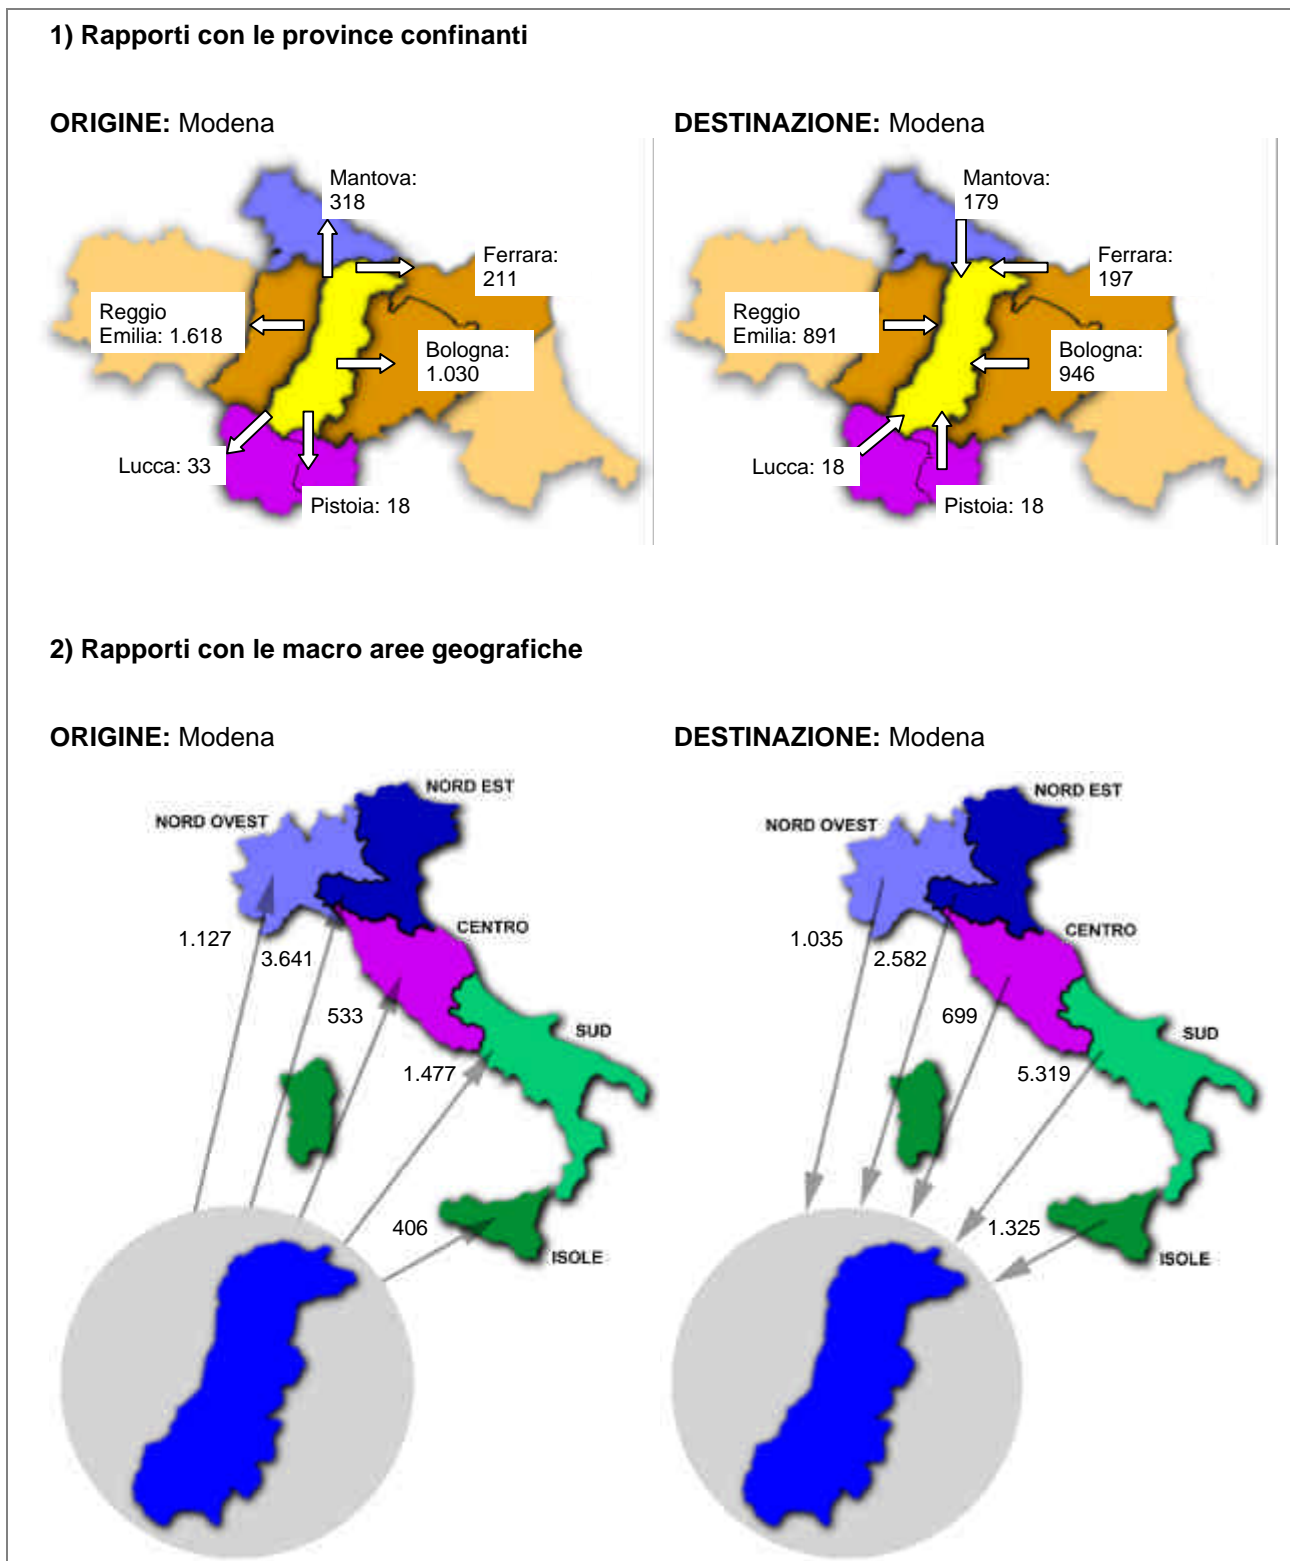 1) Rapporti con le province confinanti
ORIGINE: Modena
Mantova:
318
Ferrara:
211
Reggio
Emilia: 1.618
Bologna:
1.030
Lucca: 33
Pistoia: 18
DESTINAZIONE: Modena
Mantova:
179
Ferrara:
197
Reggio
Emilia: 891
Bologna:
946
Lucca: 18
Pistoia: 18
2) Rapporti con le macro aree geografiche
ORIGINE: Modena
NORD EST
NORD OVEST
1.127
3.641
CENTRO
533
SUD
1.477
406
ISOLE
DESTINAZIONE: Modena
NORD EST
NORD OVEST
1.035
2.582
CENTRO
699
SUD
5.319
1.325
ISOLE